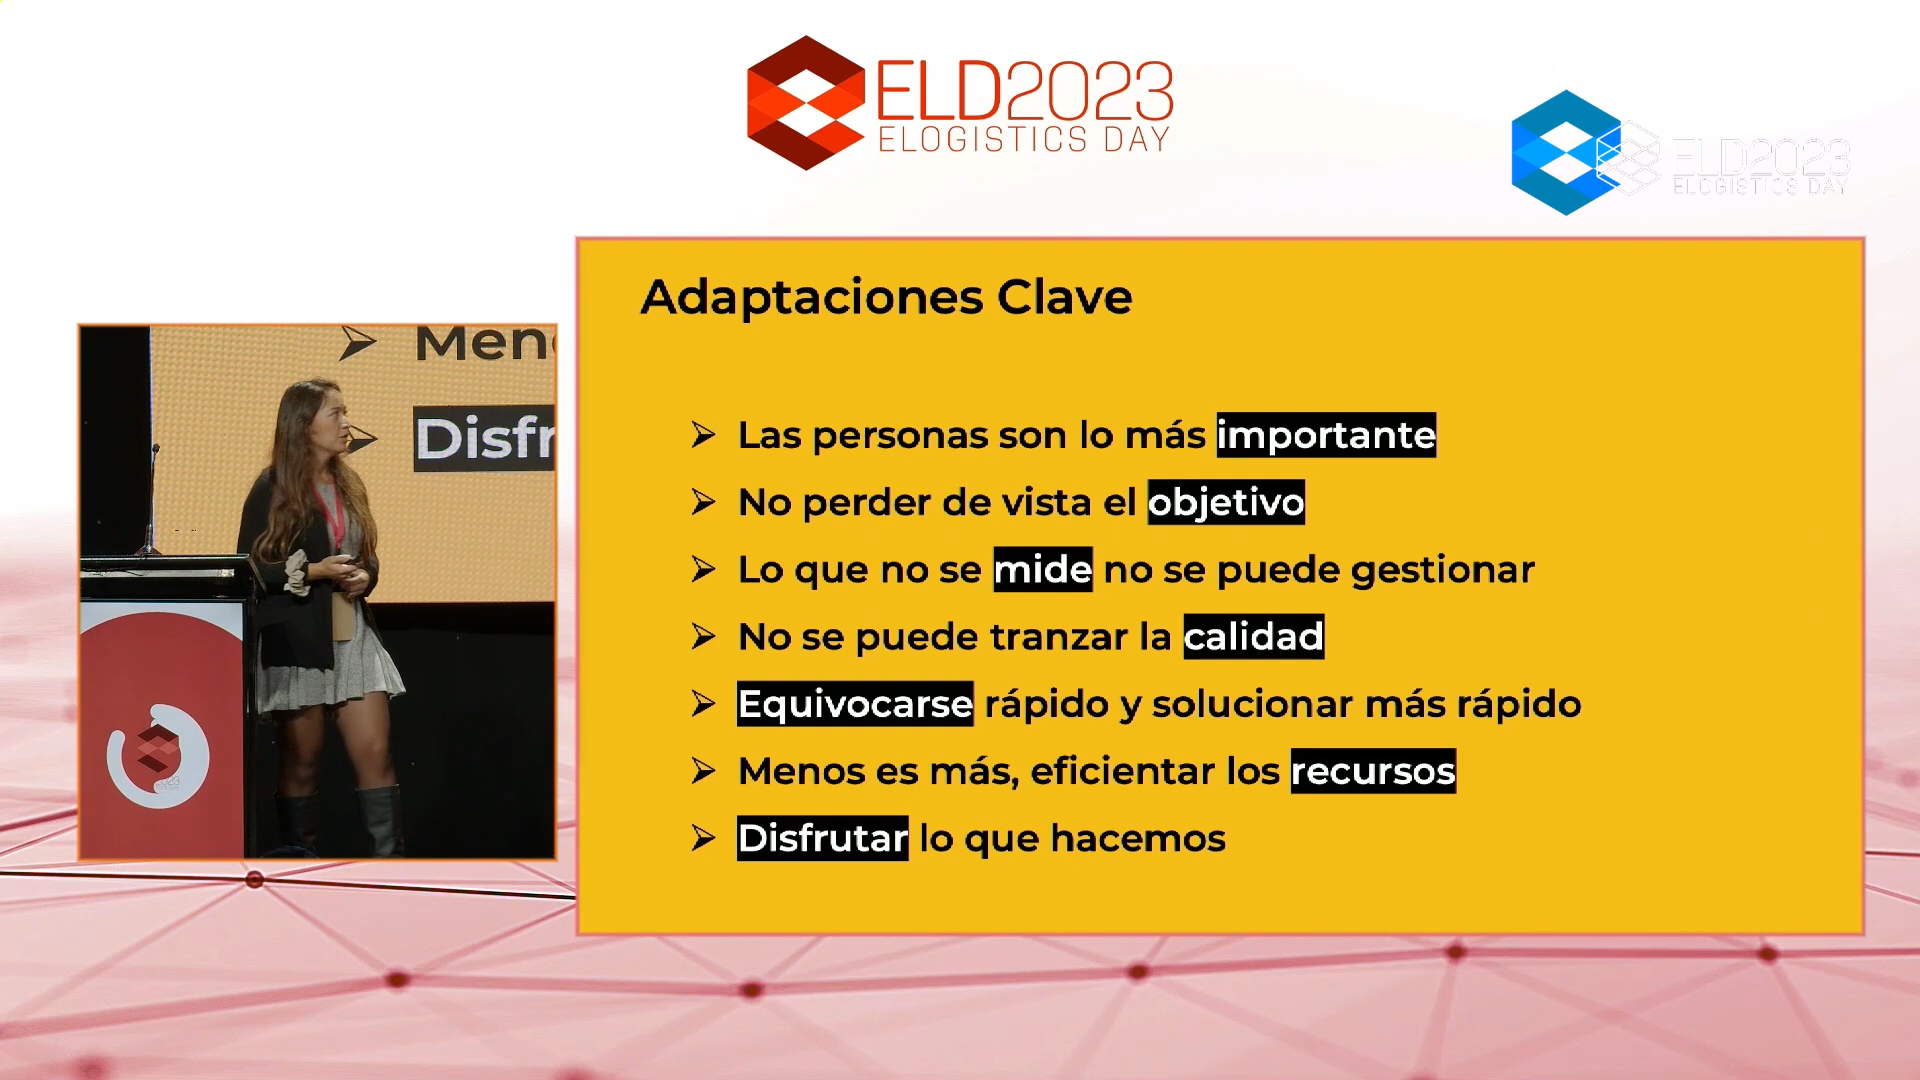 ELD2023
ELOGISTICS DAY
ELD2023
ELOGISTICS DAY
Adaptaciones Clave
➢ Las personas son lo más importante
➢ No perder de vista el objetivo
➢ Lo que no se mide no se puede gestionar
➢ No se puede tranzar la calidad
➢ Equivocarse rápido y solucionar más rápido
➢ Menos es más, eficientar los recursos
➢ Disfrutar lo que hacemos
➢ Men
➢ Disfr